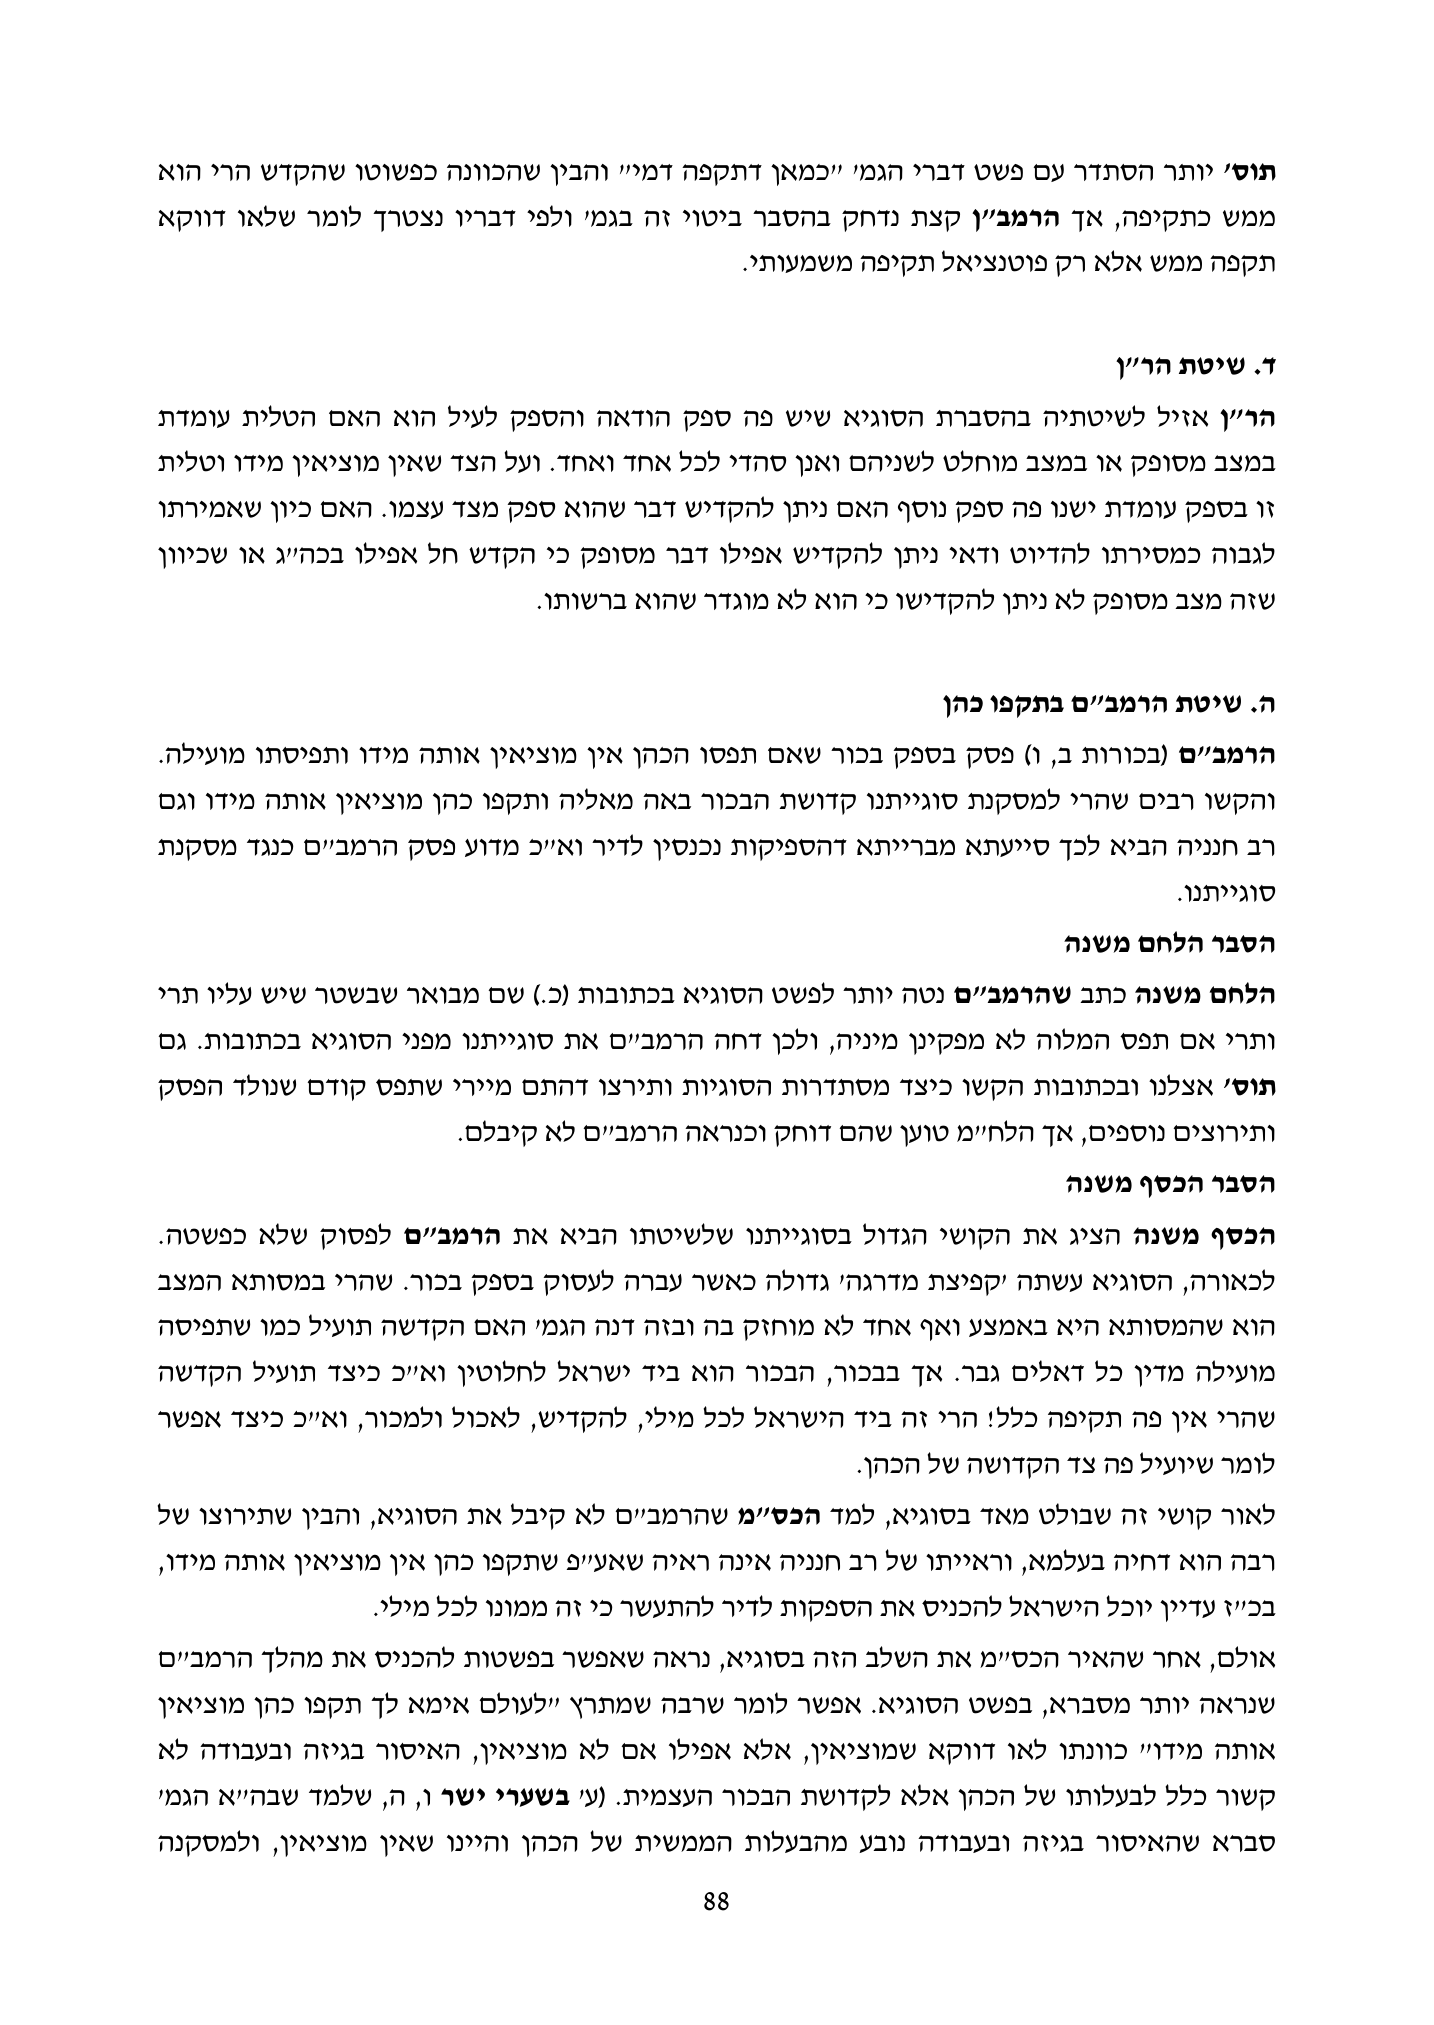 תוס' יותר הסתדר עם פשט דברי הגמ' "כמאן דתקפה דמי" והבין שהכוונה כפשוטו שהקדש הרי הוא
ממש כתקיפה, אך הרמב"ן קצת נדחק בהסבר ביטוי זה בגמ' ולפי דבריו נצטרך לומר שלאו דווקא
תקפה ממש אלא רק פוטנציאל תקיפה משמעותי.
ד. שיטת הר"ן
הר"ן אזיל לשיטתיה בהסברת הסוגיא שיש פה ספק הודאה והספק לעיל הוא האם הטלית עומדת
במצב מסופק או במצב מוחלט לשניהם ואנן סהדי לכל אחד ואחד. ועל הצד שאין מוציאין מידו וטלית
זו בספק עומדת ישנו פה ספק נוסף האם ניתן להקדיש דבר שהוא ספק מצד עצמו. האם כיון שאמירתו
לגבוה כמסירתו להדיוט ודאי ניתן להקדיש אפילו דבר מסופק כי הקדש חל אפילו בכה"ג או שכיוון
שזה מצב מסופק לא ניתן להקדישו כי הוא לא מוגדר שהוא ברשותו.
ה. שיטת הרמב"ם בתקפו כהן
הרמב"ם (בכורות ב, ו) פסק בספק בכור שאם תפסו הכהן אין מוציאין אותה מידו ותפיסתו מועילה.
והקשו רבים שהרי למסקנת סוגייתנו קדושת הבכור באה מאליה ותקפו כהן מוציאין אותה מידו וגם
רב חנניה הביא לכך סייעתא מברייתא דהספיקות נכנסין לדיר וא"כ מדוע פסק הרמב"ם כנגד מסקנת
סוגייתנו.
הסבר הלחם משנה
הלחם משנה כתב שהרמב"ם נטה יותר לפשט הסוגיא בכתובות (כ.) שם מבואר שבשטר שיש עליו תרי
ותרי אם תפס המלוה לא מפקינן מיניה, ולכן דחה הרמב"ם את סוגייתנו מפני הסוגיא בכתובות. גם
תוס' אצלנו ובכתובות הקשו כיצד מסתדרות הסוגיות ותירצו דהתם מיירי שתפס קודם שנולד הפסק
ותירוצים נוספים, אך הלח"מ טוען שהם דוחק וכנראה הרמב"ם לא קיבלם.
הסבר הכסף משנה
הכסף משנה הציג את הקושי הגדול בסוגייתנו שלשיטתו הביא את הרמב"ם לפסוק שלא כפשטה.
לכאורה, הסוגיא עשתה 'קפיצת מדרגה' גדולה כאשר עברה לעסוק בספק בכור. שהרי במסותא המצב
הוא שהמסותא היא באמצע ואף אחד לא מוחזק בה ובזה דנה הגמ' האם הקדשה תועיל כמו שתפיסה
מועילה מדין כל דאלים גבר. אך בבכור, הבכור הוא ביד ישראל לחלוטין וא"כ כיצד תועיל הקדשה
שהרי אין פה תקיפה כלל! הרי זה ביד הישראל לכל מילי, להקדיש, לאכול ולמכור, וא"כ כיצד אפשר
לומר שיועיל פה צד הקדושה של הכהן.
לאור קושי זה שבולט מאד בסוגיא, למד הכס"מ שהרמב"ם לא קיבל את הסוגיא, והבין שתירוצו של
רבה הוא דחיה בעלמא, וראייתו של רב חנניה אינה ראיה שאע"פ שתקפו כהן אין מוציאין אותה מידו,
בכ"ז עדיין יוכל הישראל להכניס את הספקות לדיר להתעשר כי זה ממונו לכל מילי.
אולם, אחר שהאיר הכס"מ את השלב הזה בסוגיא, נראה שאפשר בפשטות להכניס את מהלך הרמב"ם
שנראה יותר מסברא, בפשט הסוגיא. אפשר לומר שרבה שמתרץ "לעולם אימא לך תקפו כהן מוציאין
אותה מידו" כוונתו לאו דווקא שמוציאין, אלא אפילו אם לא מוציאין, האיסור בגיזה ובעבודה לא
קשור כלל לבעלותו של הכהן אלא לקדושת הבכור העצמית. (ע' בשערי ישר ו, ה, שלמד שבה"א הגמ'
סברא שהאיסור בגיזה ובעבודה נובע מהבעלות הממשית של הכהן והיינו שאין מוציאין, ולמסקנה
88